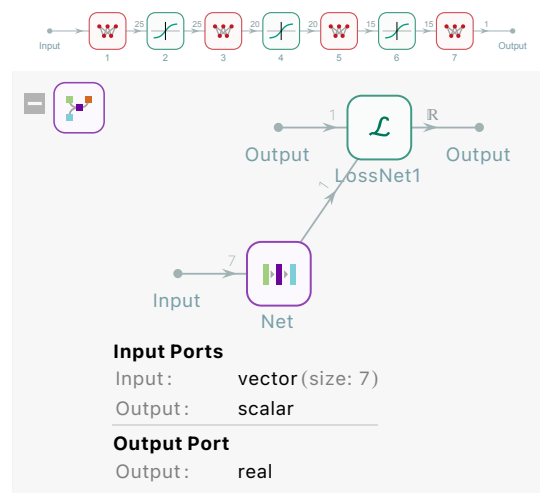 25 25 20 20 15 15 1
Input 1 2 3 4 5 6 7 Output
1 ℒ ℝ
Output LossNet1 Output
7
Input Net
Input Ports
Input: vector (size: 7)
Output: scalar
Output Port
Output: real